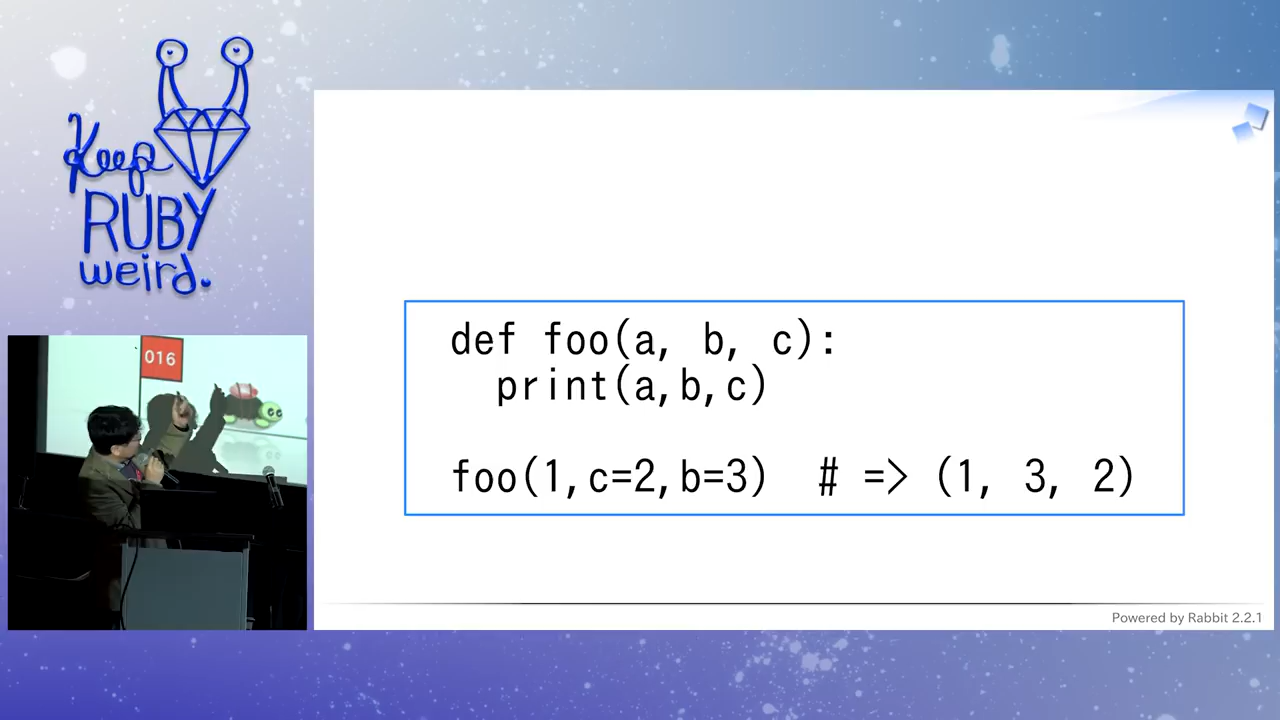 Keep
RUBY
weird.
016
def foo(a, b, c):
  print(a,b,c)
foo(1,c=2,b=3)  # => (1, 3, 2)
Powered by Rabbit 2.2.1